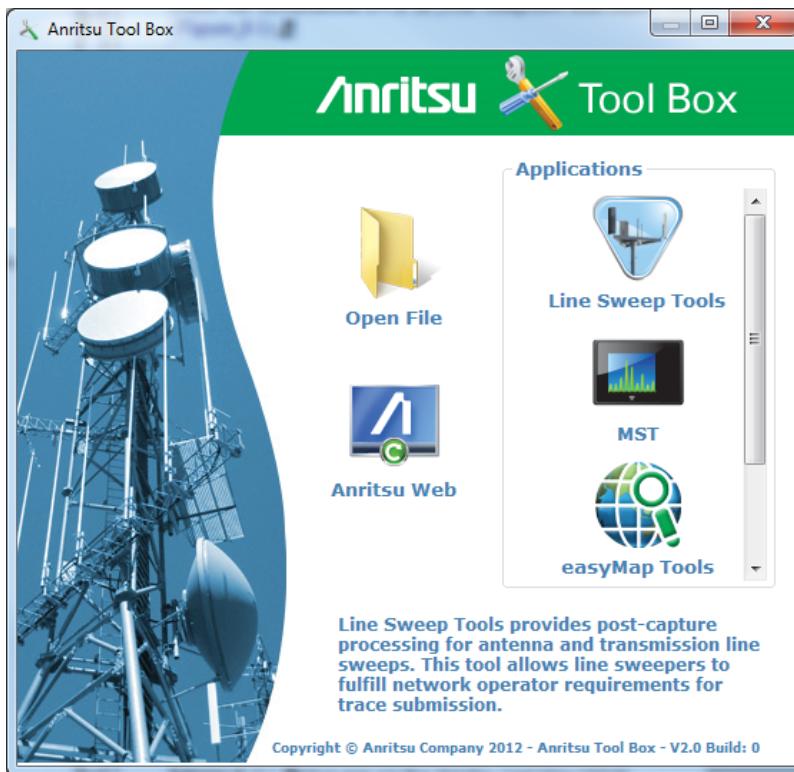 Anritsu Tool Box
Anritsu Tool Box
Applications
Open File
Line Sweep Tools
Anritsu Web
MST
easyMap Tools
Line Sweep Tools provides post-capture
processing for antenna and transmission line
sweeps. This tool allows line sweepers to
fulfill network operator requirements for
trace submission.
Copyright © Anritsu Company 2012 - Anritsu Tool Box - V2.0 Build: 0